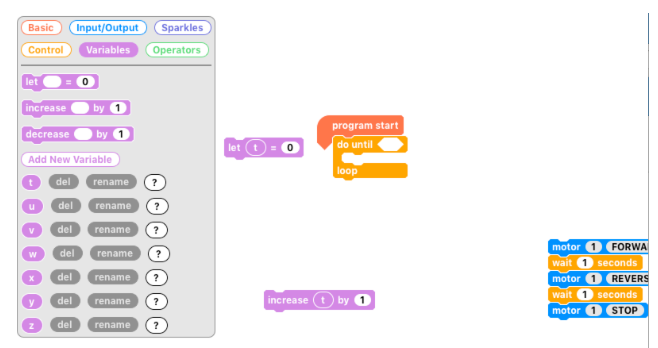 Basic Input/Output Sparkles
Control Variables Operators
let = 0
increase by 1
decrease by 1
Add New Variable
t del rename ?
u del rename ?
v del rename ?
w del rename ?
x del rename ?
y del rename ?
z del rename ?
let t = 0
program start
do until
loop
increase t by 1
motor 1 FORWA
wait 1 seconds
motor 1 REVERS
wait 1 seconds
motor 1 STOP